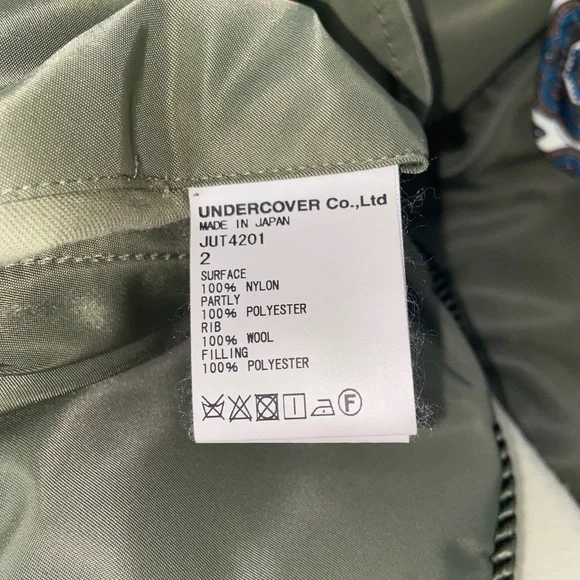 UNDERCOVER Co.,Ltd
MADE IN JAPAN
JUT4201
2
SURFACE
100% NYLON
PARTLY
100% POLYESTER
RIB
100% WOOL
FILLING
100% POLYESTER
F